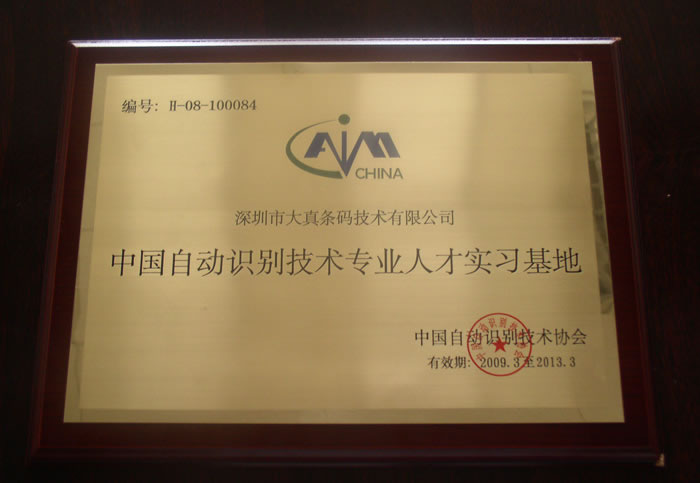 编号: H-08-100084
AIM
CHINA
深圳市大真条码技术有限公司
中国自动识别技术专业人才实习基地
中国自动识别技术协会
有效期: 2009.3至2013.3